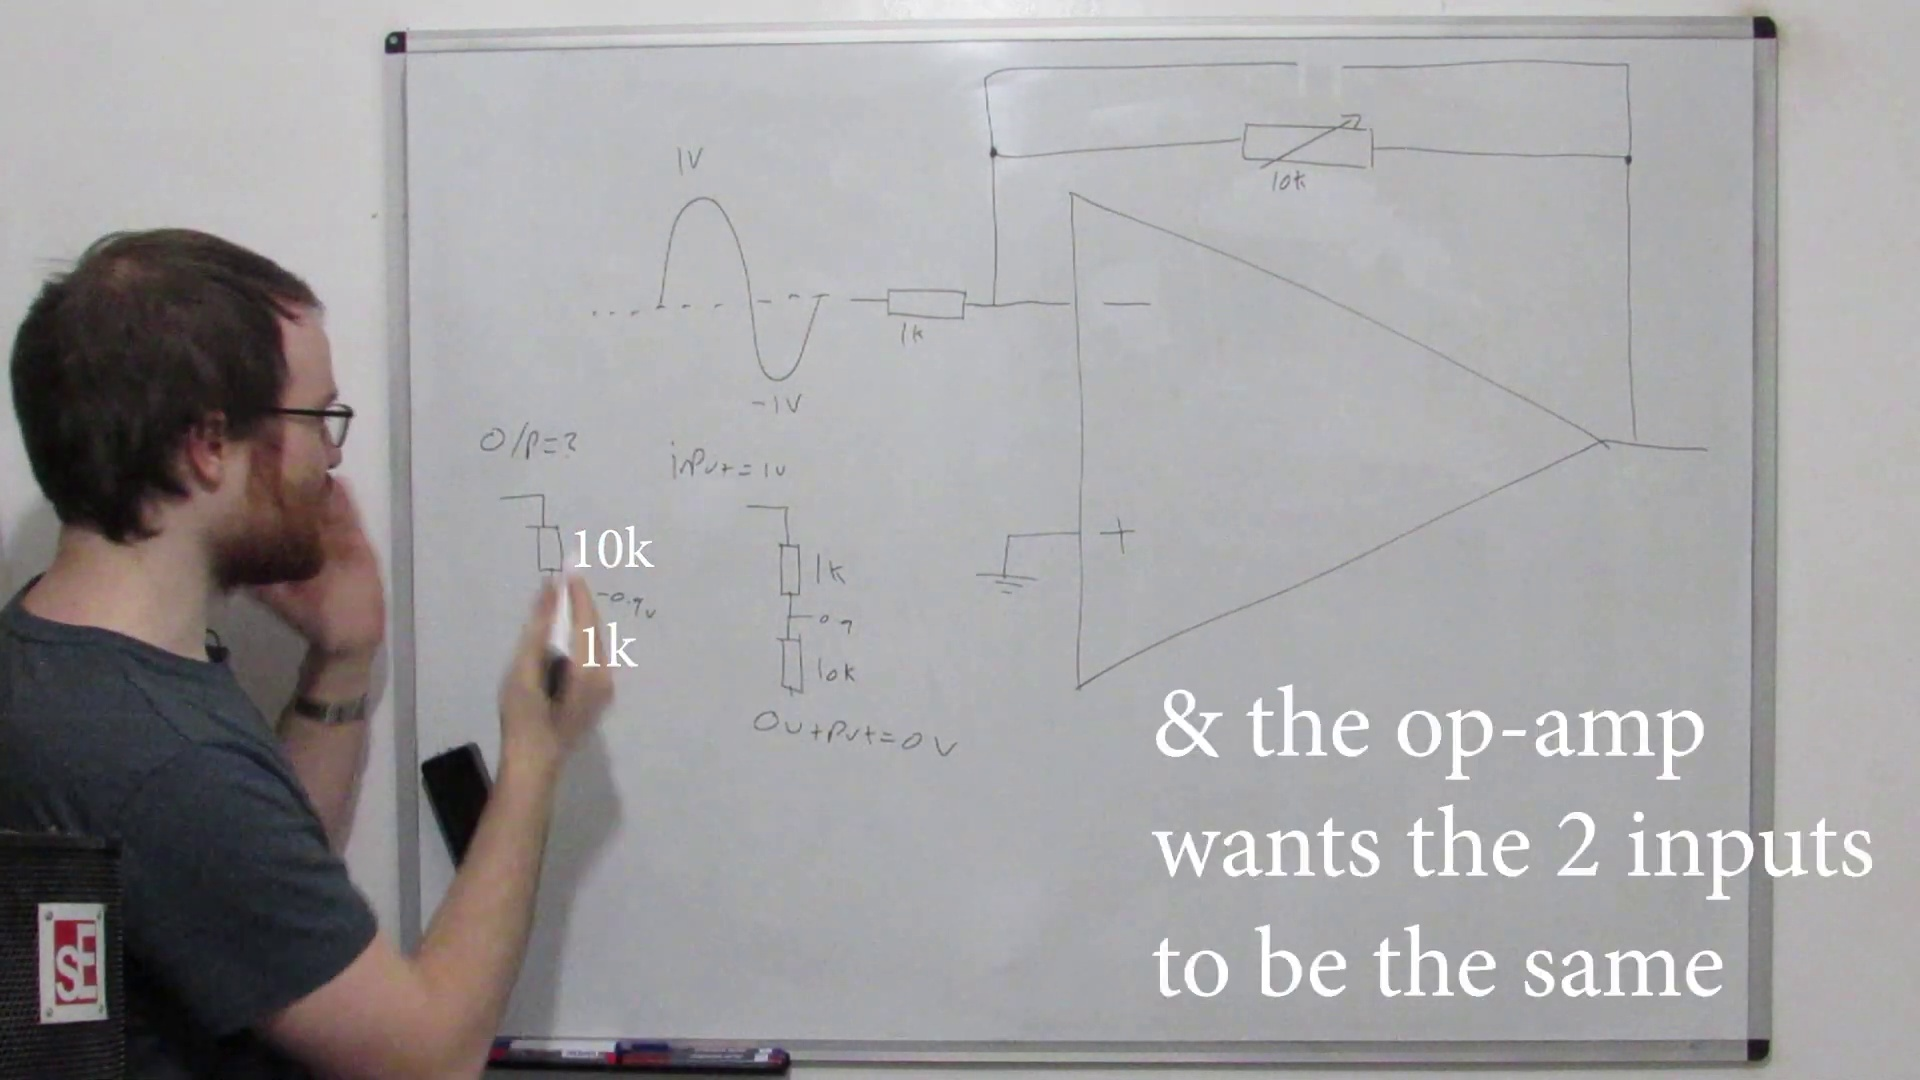 1V
10k
1k
-1V
O/P=?
inPut=1V
10k
-0.9v
1k
1k
0.9
10k
OutPut=0V
-
+
& the op-amp
wants the 2 inputs
to be the same
sE